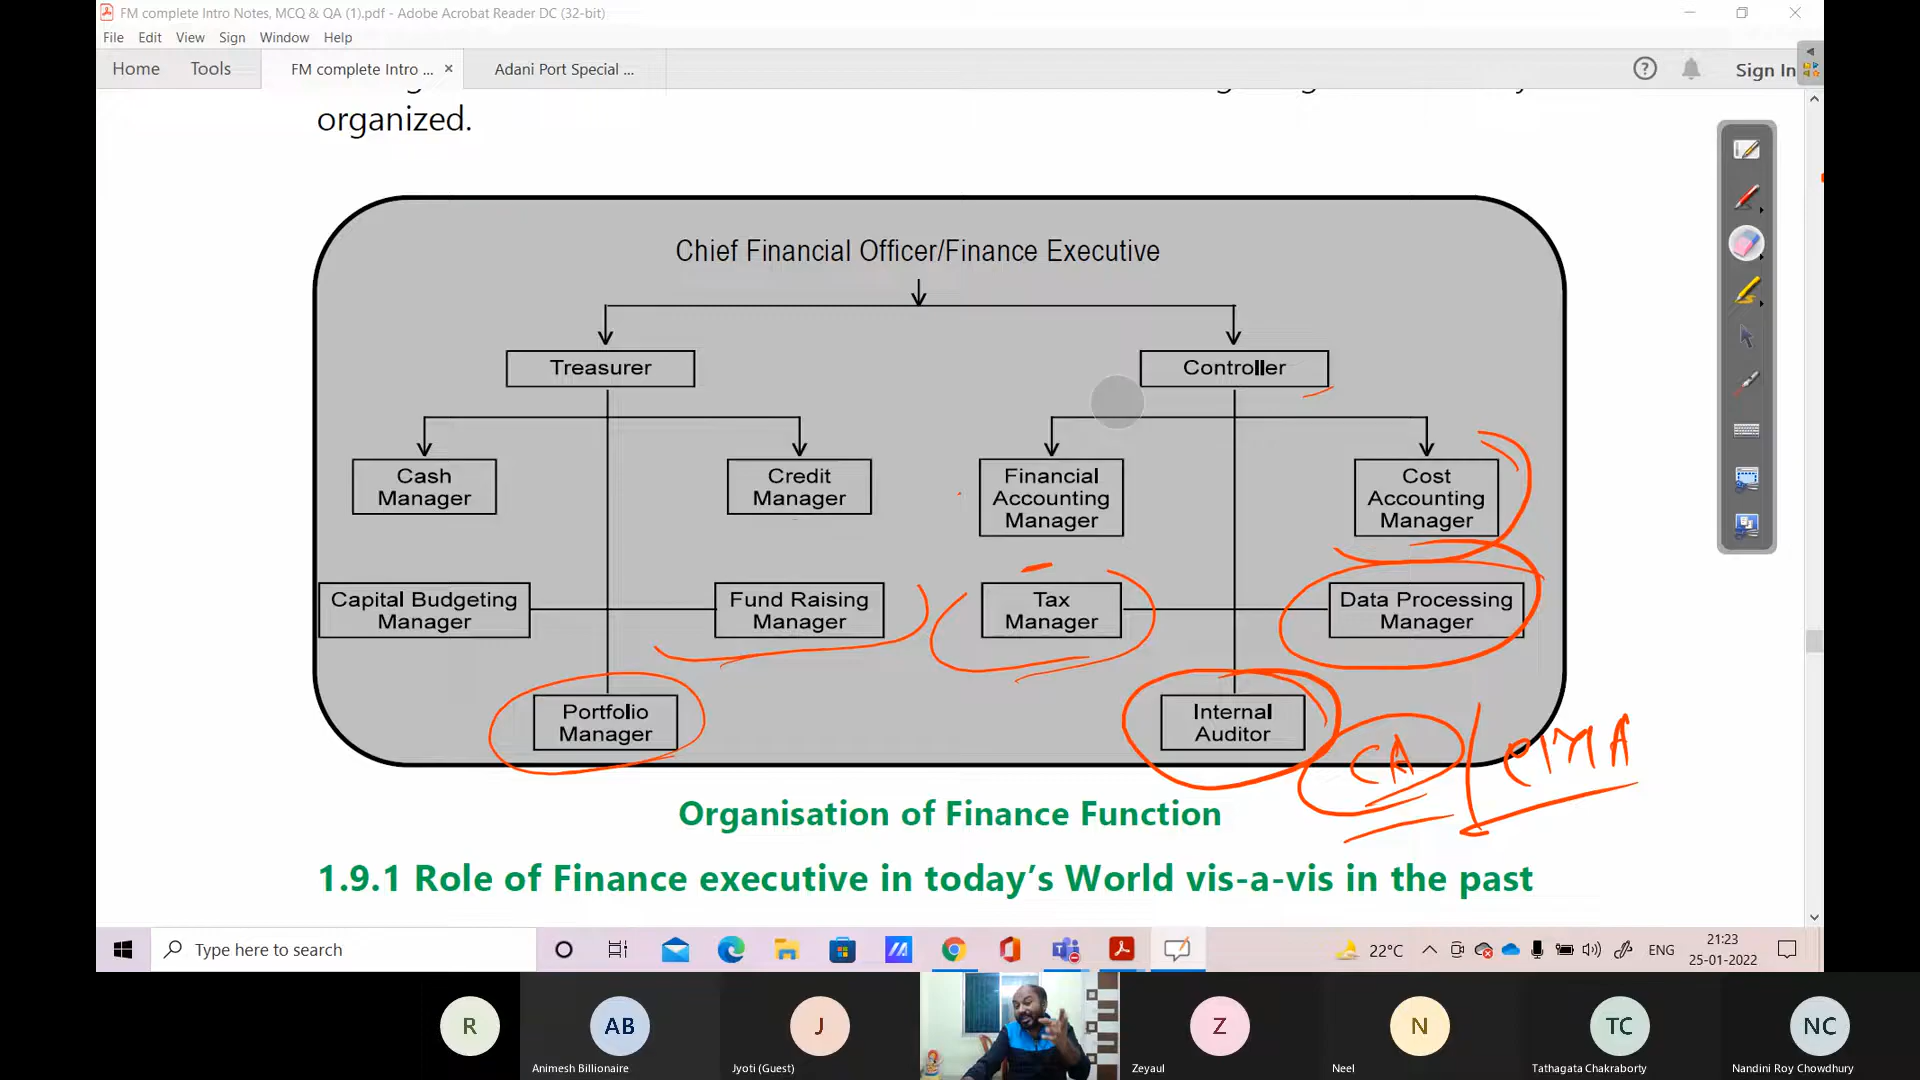 FM complete Intro Notes, MCQ & QA (1).pdf - Adobe Acrobat Reader DC (32-bit)
File Edit View Sign Window Help
Home Tools FM complete Intro ... × Adani Port Special ... Sign In
organized.
Chief Financial Officer/Finance Executive
Treasurer
Controller
Cash
Manager
Credit
Manager
Financial
Accounting
Manager
Cost
Accounting
Manager
Capital Budgeting
Manager
Fund Raising
Manager
Tax
Manager
Data Processing
Manager
Portfolio
Manager
Internal
Auditor
CA
CMA
Organisation of Finance Function
1.9.1 Role of Finance executive in today's World vis-a-vis in the past
Type here to search
22°C
ENG
21:23
25-01-2022
R
AB
J
Z
N
TC
NC
Animesh Billionaire
Jyoti (Guest)
Zeyaul
Neel
Tathagata Chakraborty
Nandini Roy Chowdhury